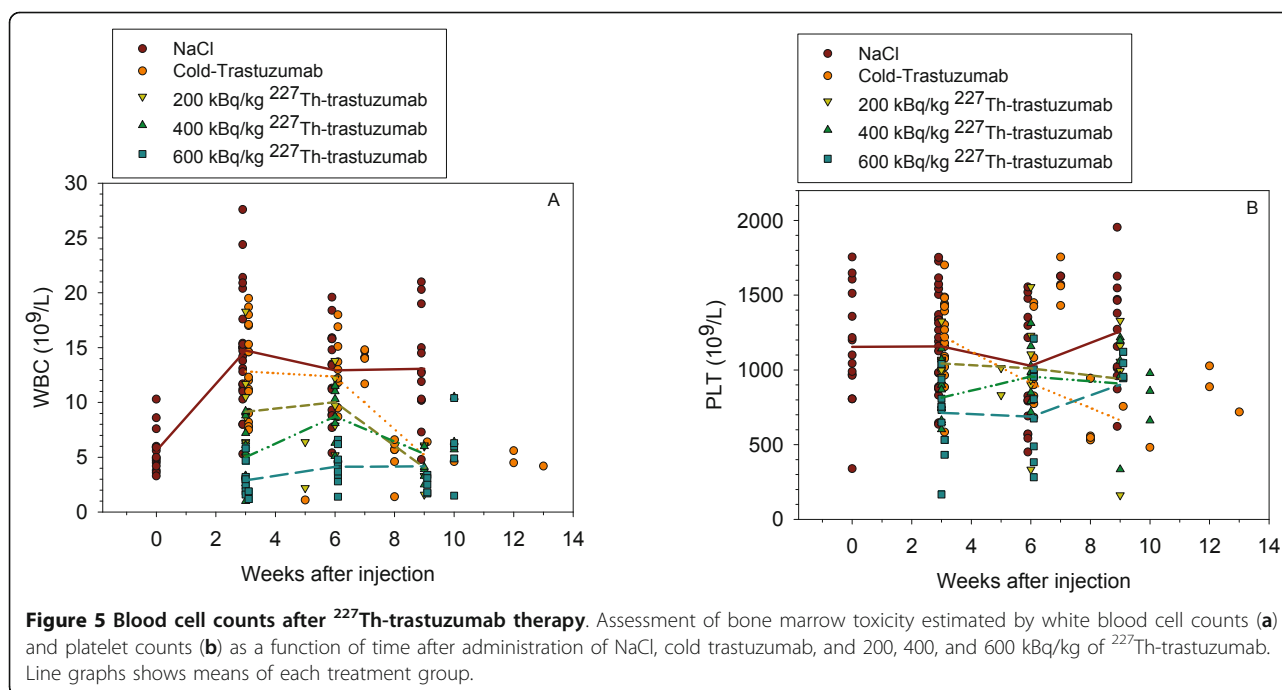 NaCl
Cold-Trastuzumab
200 kBq/kg ²²⁷Th-trastuzumab
400 kBq/kg ²²⁷Th-trastuzumab
600 kBq/kg ²²⁷Th-trastuzumab
A
WBC (10⁹/L)
30
25
20
15
10
5
0
0 2 4 6 8 10 12 14
Weeks after injection
NaCl
Cold-Trastuzumab
200 kBq/kg ²²⁷Th-trastuzumab
400 kBq/kg ²²⁷Th-trastuzumab
600 kBq/kg ²²⁷Th-trastuzumab
B
PLT (10⁹/L)
2000
1500
1000
500
0
0 2 4 6 8 10 12 14
Weeks after injection
Figure 5 Blood cell counts after ²²⁷Th-trastuzumab therapy. Assessment of bone marrow toxicity estimated by white blood cell counts (a)
and platelet counts (b) as a function of time after administration of NaCl, cold trastuzumab, and 200, 400, and 600 kBq/kg of ²²⁷Th-trastuzumab.
Line graphs shows means of each treatment group.